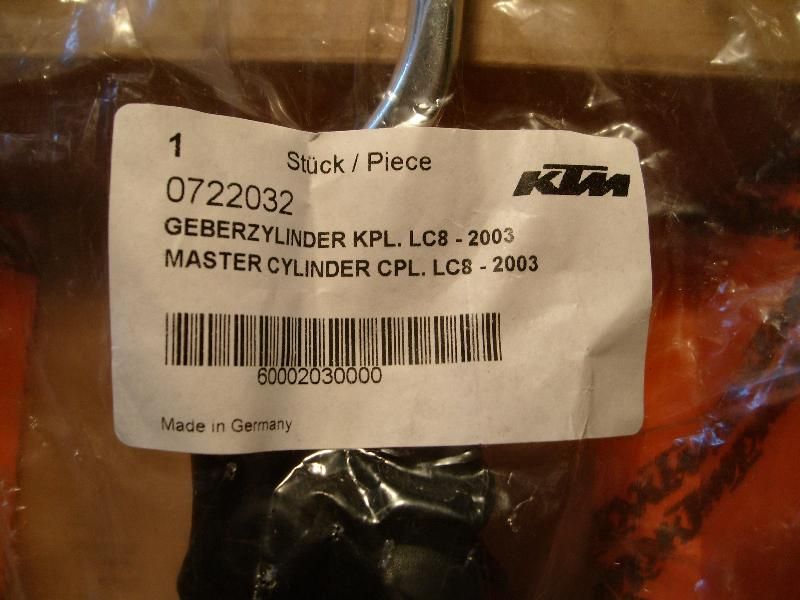 1 Stück / Piece
KTM
0722032
GEBERZYLINDER KPL. LC8 - 2003
MASTER CYLINDER CPL. LC8 - 2003
60002030000
Made in Germany